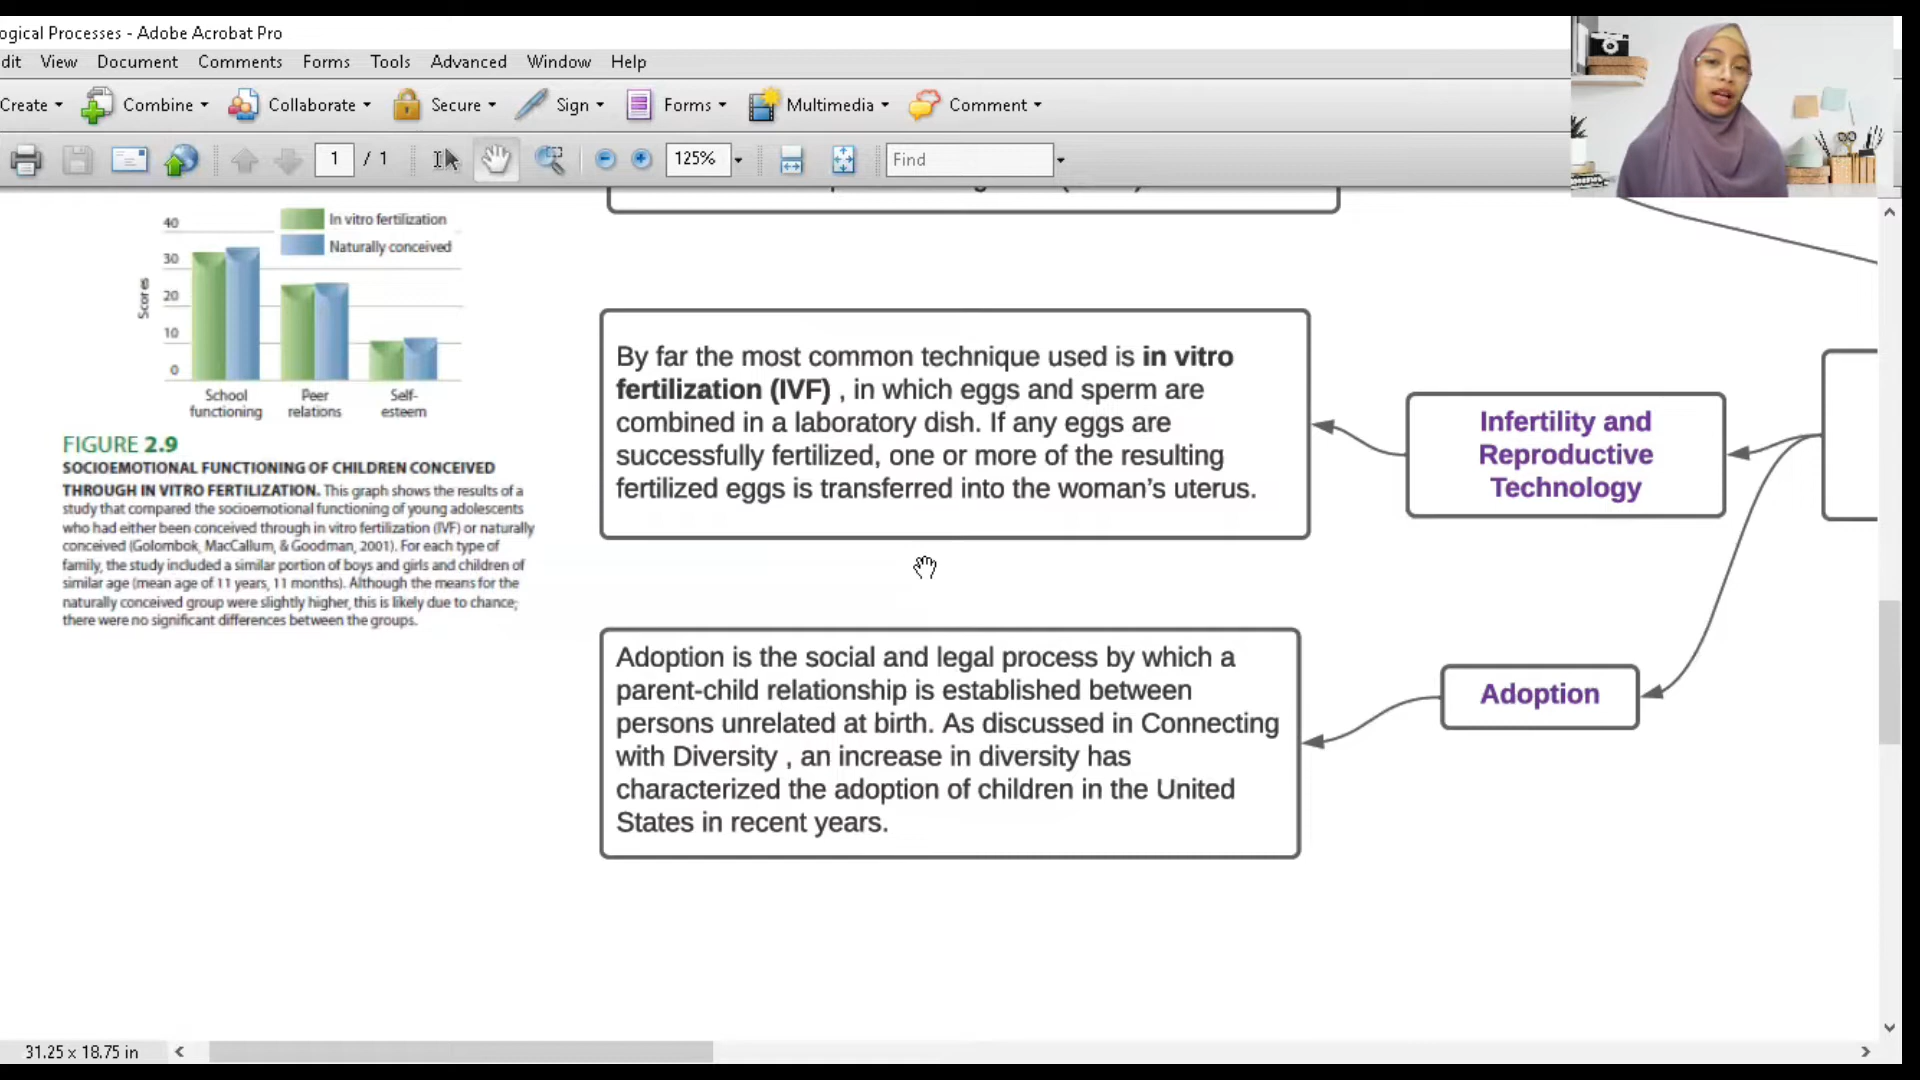 ogical Processes - Adobe Acrobat Pro
dit View Document Comments Forms Tools Advanced Window Help
Create Combine Collaborate Secure Sign Forms Multimedia Comment
1 / 1 125% Find
40
30
20
10
0
Scores
In vitro fertilization
Naturally conceived
School
functioning
Peer
relations
Self-
esteem
FIGURE 2.9
SOCIOEMOTIONAL FUNCTIONING OF CHILDREN CONCEIVED
THROUGH IN VITRO FERTILIZATION. This graph shows the results of a
study that compared the socioemotional functioning of young adolescents
who had either been conceived through in vitro fertilization (IVF) or naturally
conceived (Golombok, MacCallum, & Goodman, 2001). For each type of
family, the study included a similar portion of boys and girls and children of
similar age (mean age of 11 years, 11 months). Although the means for the
naturally conceived group were slightly higher, this is likely due to chance;
there were no significant differences between the groups.
By far the most common technique used is in vitro
fertilization (IVF) , in which eggs and sperm are
combined in a laboratory dish. If any eggs are
successfully fertilized, one or more of the resulting
fertilized eggs is transferred into the woman's uterus.
Infertility and
Reproductive
Technology
Adoption is the social and legal process by which a
parent-child relationship is established between
persons unrelated at birth. As discussed in Connecting
with Diversity , an increase in diversity has
characterized the adoption of children in the United
States in recent years.
Adoption
31.25 x 18.75 in